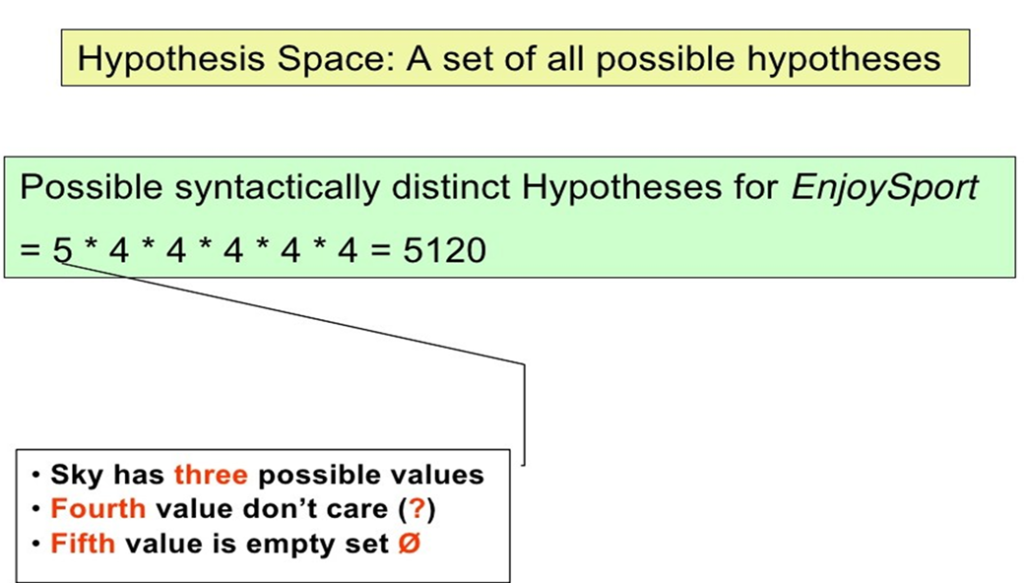 Hypothesis Space: A set of all possible hypotheses
Possible syntactically distinct Hypotheses for EnjoySport
= 5 * 4 * 4 * 4 * 4 * 4 = 5120
• Sky has three possible values
• Fourth value don’t care (?)
• Fifth value is empty set Ø